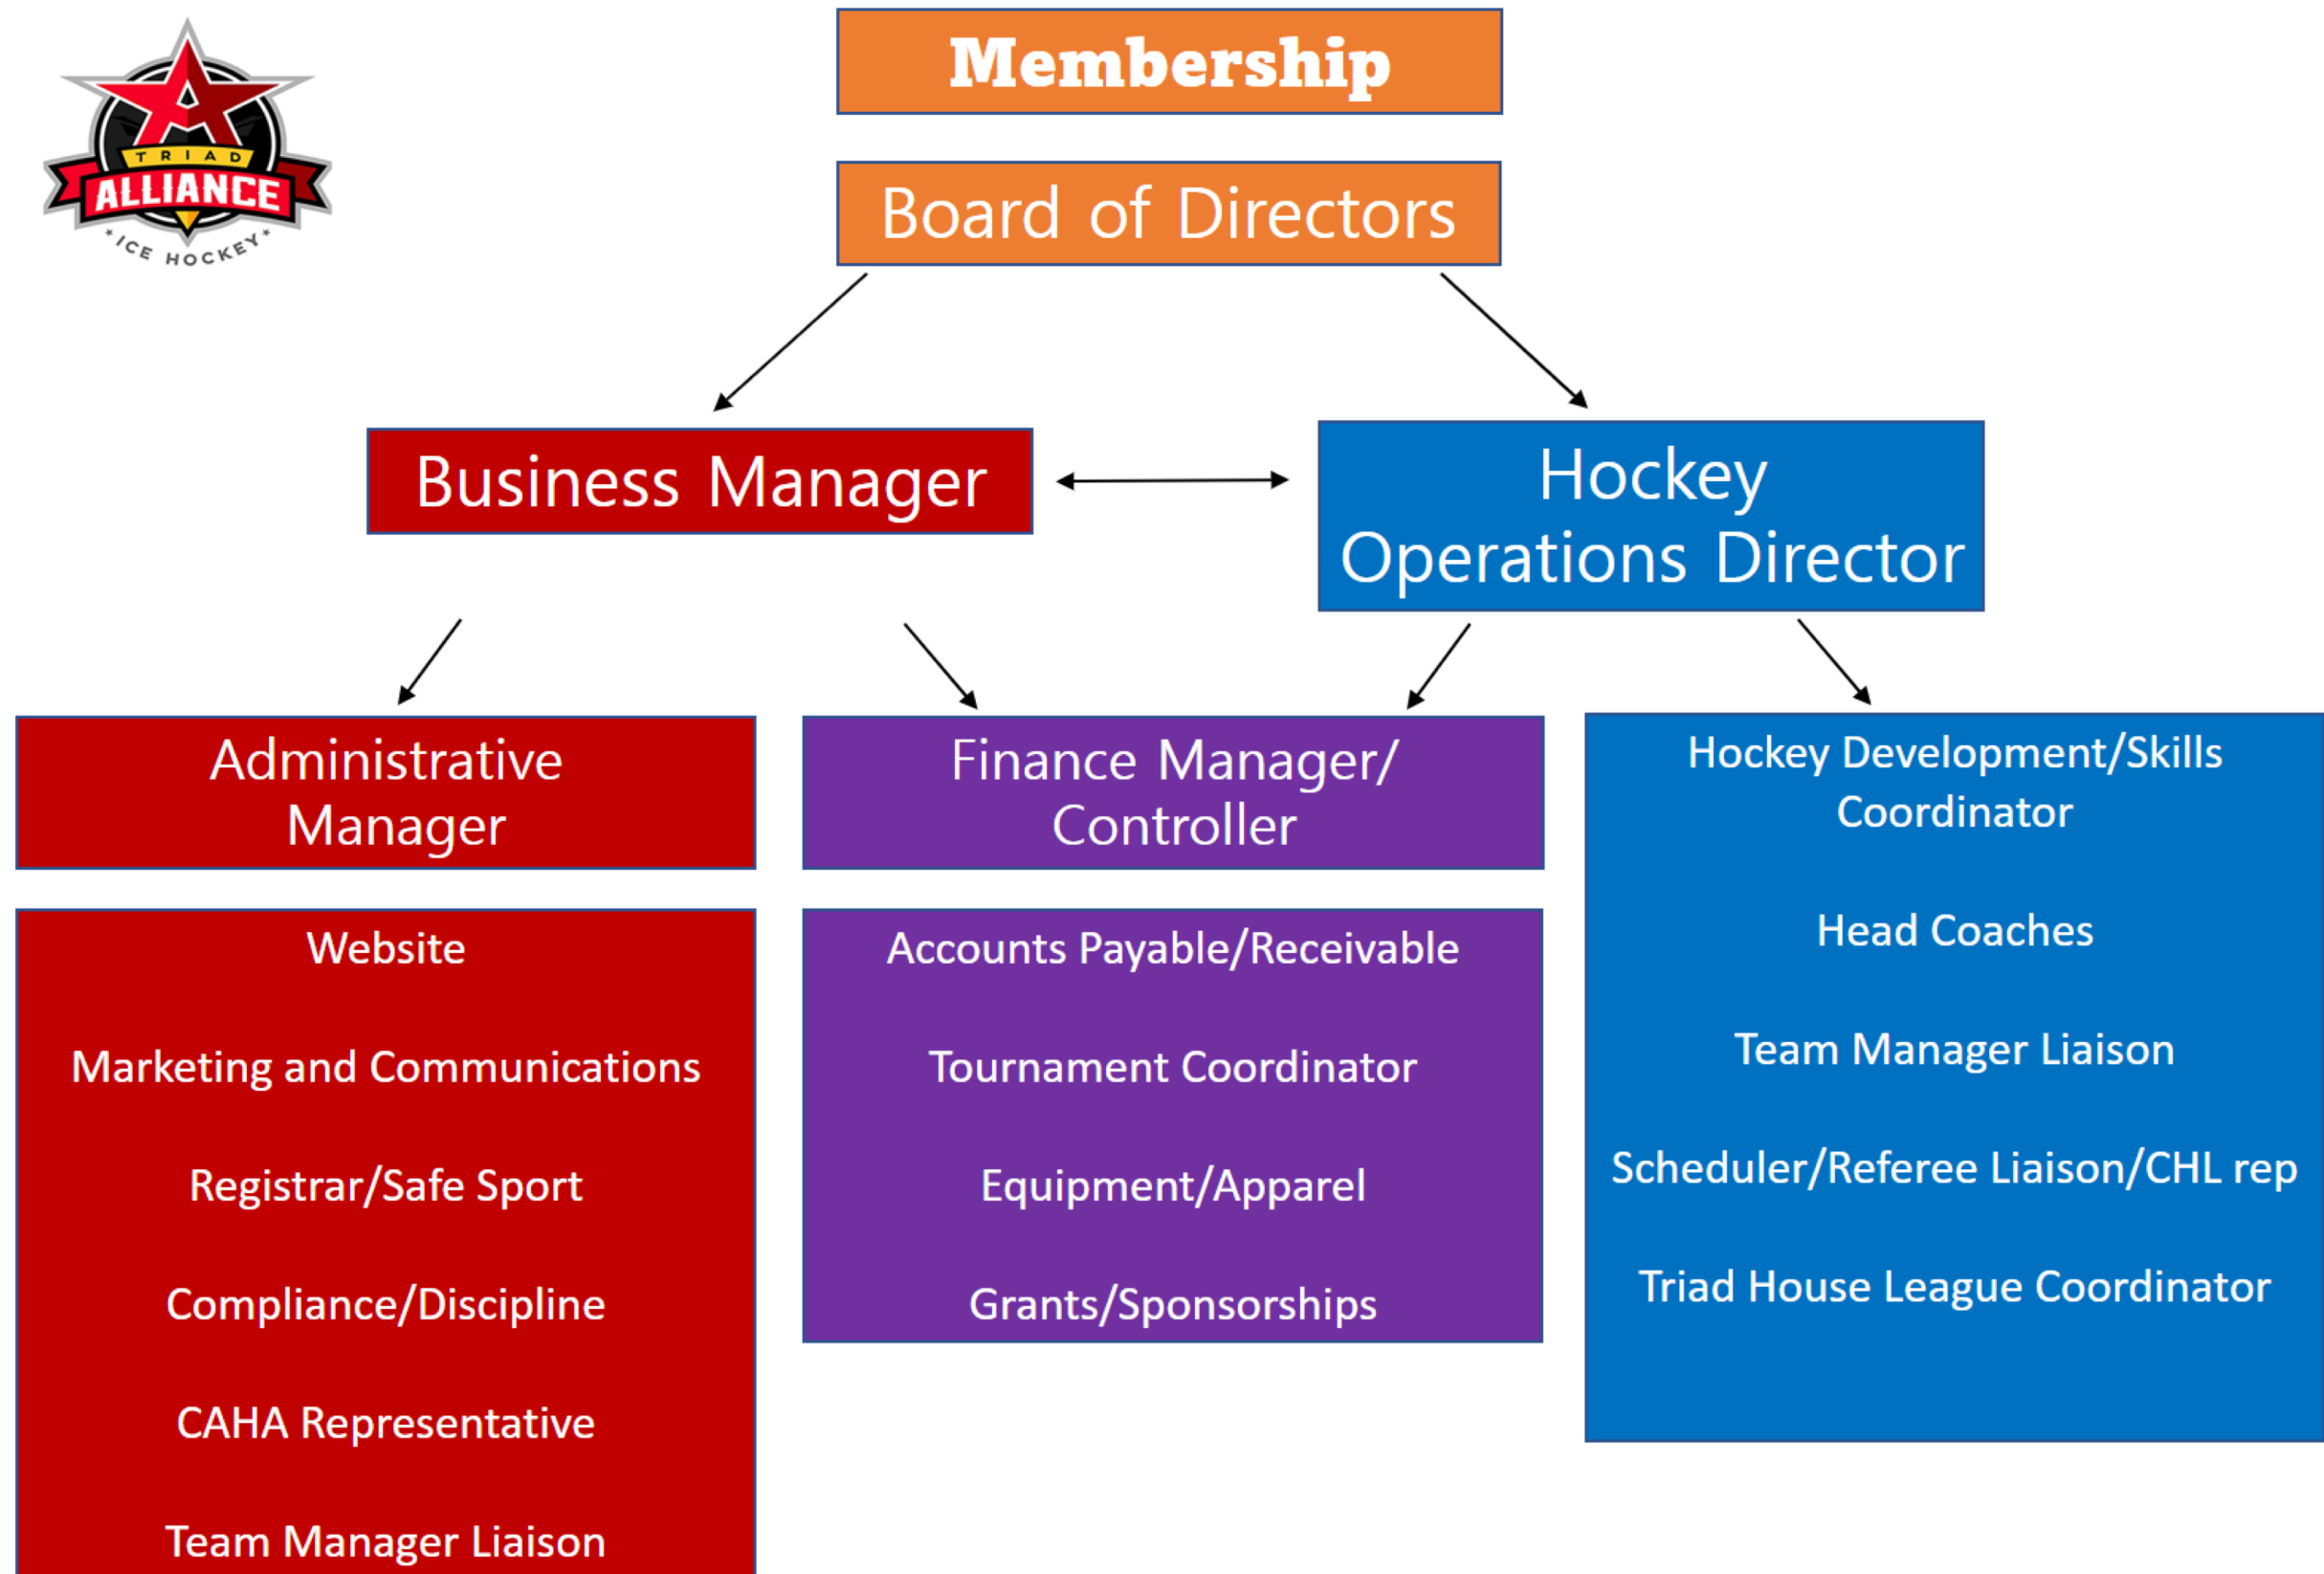 TRIAD
ALLIANCE
ICE HOCKEY
Membership
Board of Directors
Business Manager
Hockey
Operations Director
Administrative
Manager
Website
Marketing and Communications
Registrar/Safe Sport
Compliance/Discipline
CAHA Representative
Team Manager Liaison
Finance Manager/
Controller
Accounts Payable/Receivable
Tournament Coordinator
Equipment/Apparel
Grants/Sponsorships
Hockey Development/Skills
Coordinator
Head Coaches
Team Manager Liaison
Scheduler/Referee Liaison/CHL rep
Triad House League Coordinator